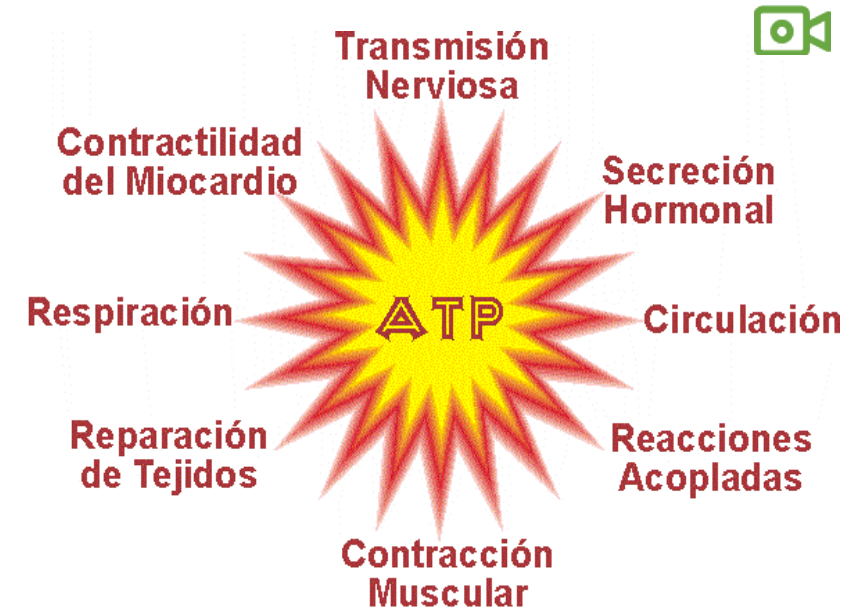 Transmisión
Nerviosa
Contractilidad
del Miocardio
Secreción
Hormonal
Respiración
ATP
Circulación
Reparación
de Tejidos
Reacciones
Acopladas
Contracción
Muscular